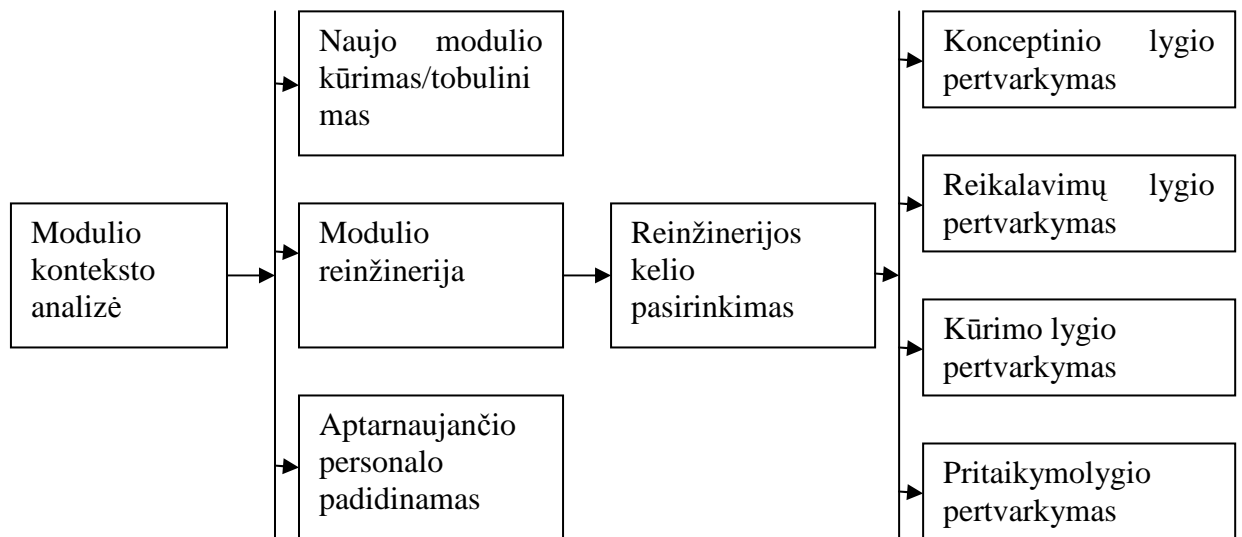 Naujo modulio
kūrimas/tobulini
mas
Konceptinio lygio
pertvarkymas
Reikalavimų lygio
pertvarkymas
Modulio
konteksto
analizė
Modulio
reinžinerija
Reinžinerijos
kelio
pasirinkimas
Kūrimo lygio
pertvarkymas
Aptarnaujančio
personalo
padidinamas
Pritaikymolygio
pertvarkymas